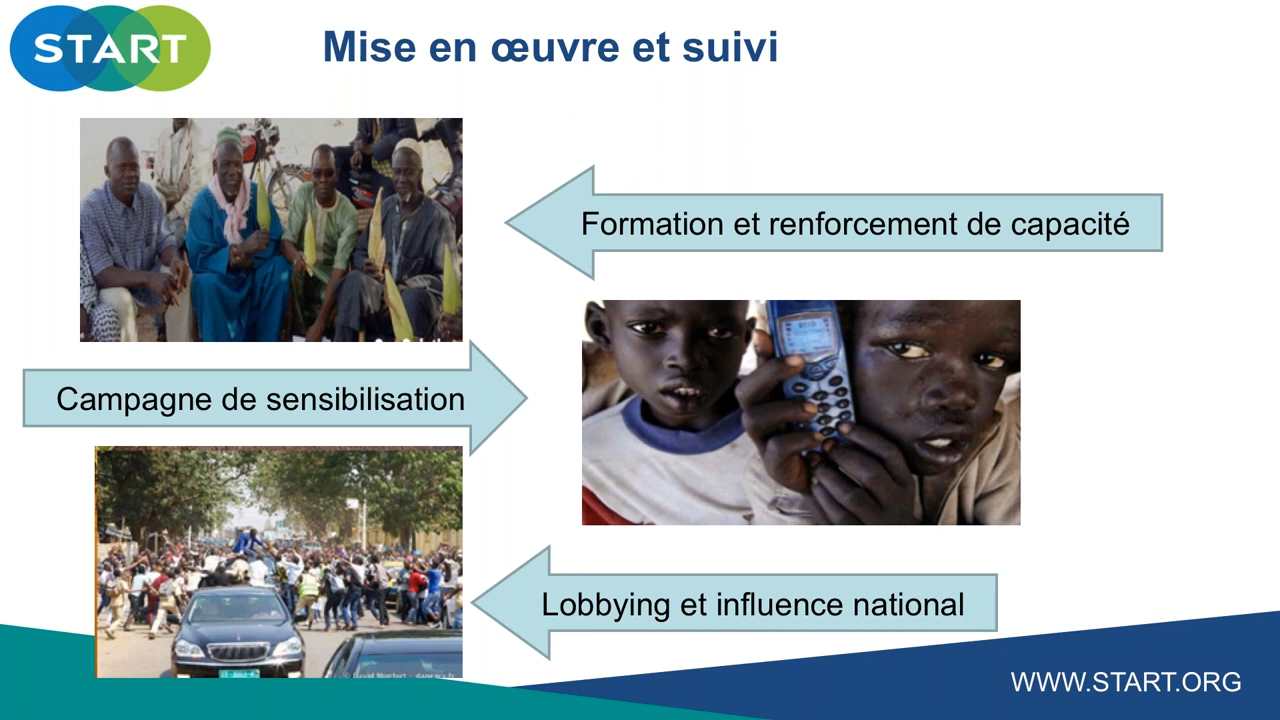 START
Mise en œuvre et suivi
Formation et renforcement de capacité
Campagne de sensibilisation
Lobbying et influence national
WWW.START.ORG